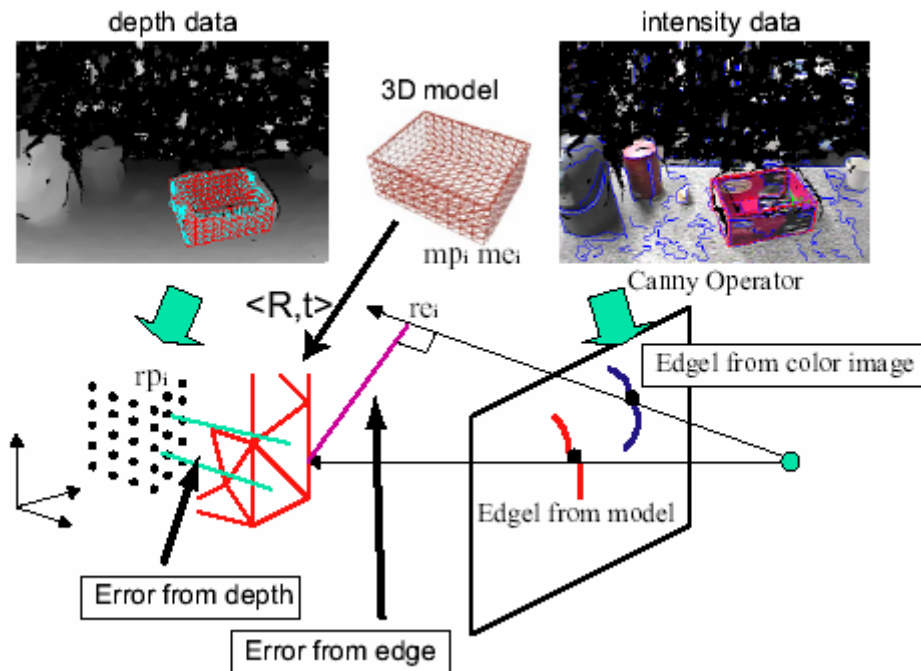 depth data
intensity data
3D model
mpi mei
Canny Operator
<R,t>
rei
Edgel from color image
rpi
Edgel from model
Error from depth
Error from edge